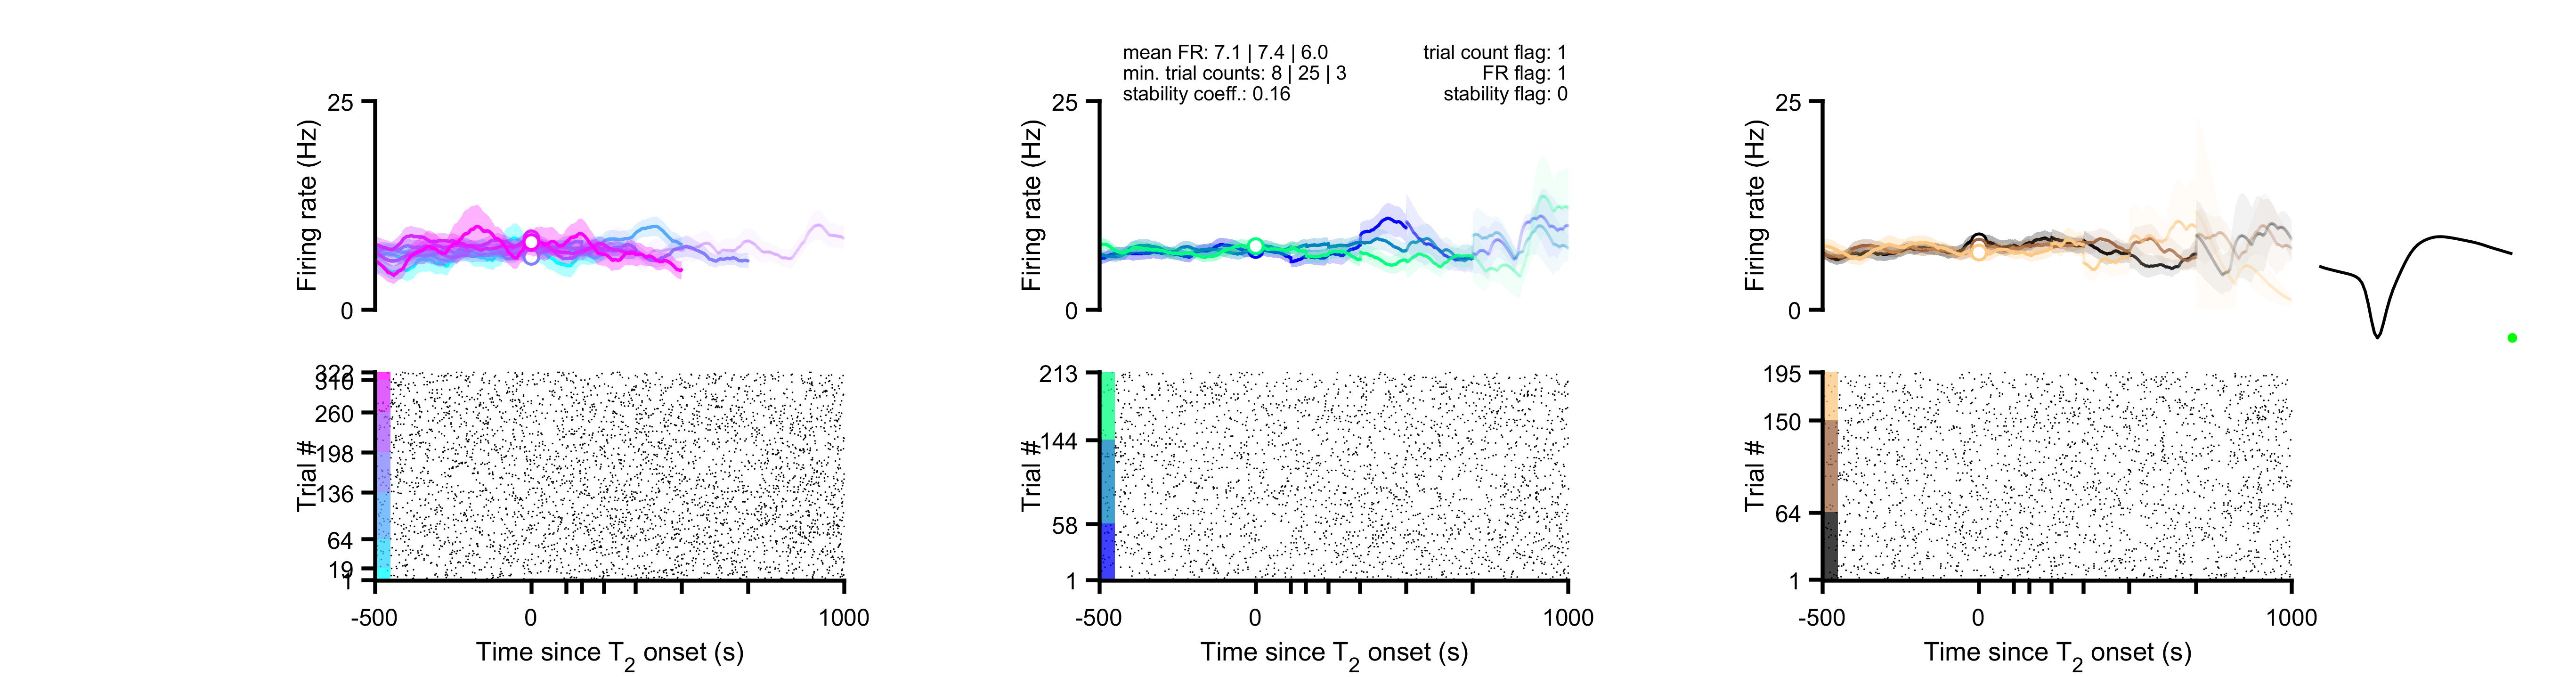 mean FR: 7.1 | 7.4 | 6.0
min. trial counts: 8 | 25 | 3
stability coeff.: 0.16
trial count flag: 1
FR flag: 1
stability flag: 0
25
Firing rate (Hz)
0
25
Firing rate (Hz)
0
25
Firing rate (Hz)
0
322
260
198
136
64
19
1
Trial #
-500
0
1000
Time since T2 onset (s)
213
144
58
1
Trial #
-500
0
1000
Time since T2 onset (s)
195
150
64
1
Trial #
-500
0
1000
Time since T2 onset (s)